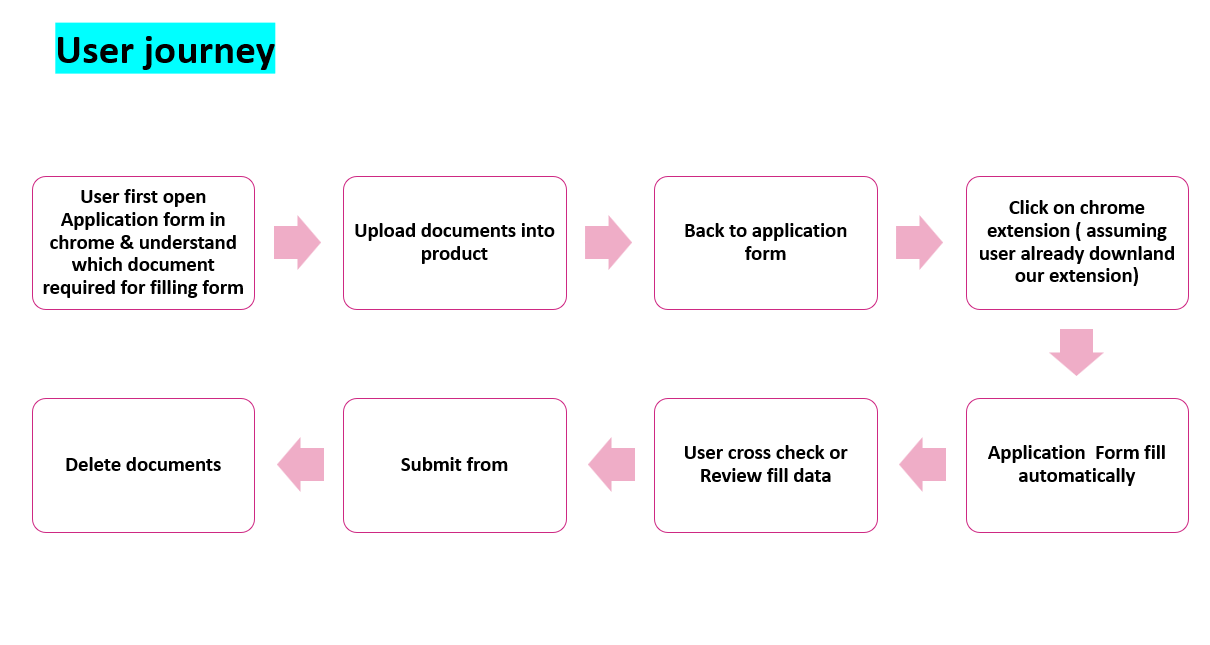 User journey
User first open
Application form in
chrome & understand
which document
required for filling form
Upload documents into
product
Back to application
form
Click on chrome
extension ( assuming
user already downland
our extension)
Application  Form fill
automatically
User cross check or
Review fill data
Submit from
Delete documents